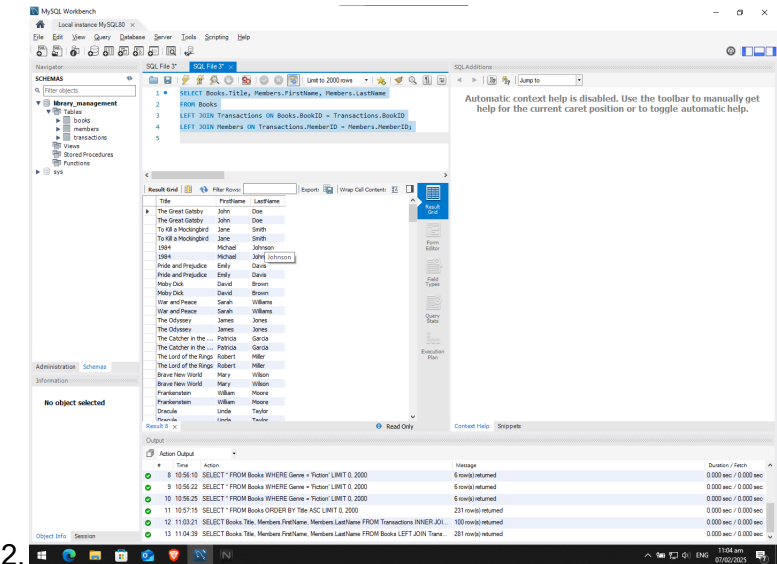 MySQL Workbench
Local instance MySQL80 ×
File Edit View Query Database Server Tools Scripting Help
Navigator SQL File 3* SQL File 3* × SQLAdditions
SCHEMAS
Filter objects Limit to 2000 rows Jump to
library_management
Tables
books
members
transactions
Views
Stored Procedures
Functions
sys
1 SELECT Books.Title, Members.FirstName, Members.LastName
2 FROM Books
3 LEFT JOIN Transactions ON Books.BookID = Transactions.BookID
4 LEFT JOIN Members ON Transactions.MemberID = Members.MemberID;
5
Automatic context help is disabled. Use the toolbar to manually get
help for the current caret position or to toggle automatic help.
Result Grid Filter Rows: Export: Wrap Cell Content:
Title FirstName LastName
The Great Gatsby John Doe
The Great Gatsby John Doe
To Kill a Mockingbird Jane Smith
To Kill a Mockingbird Jane Smith
1984 Michael Johnson
1984 Michael John Johnson
Pride and Prejudice Emily Davis
Pride and Prejudice Emily Davis
Moby Dick David Brown
Moby Dick David Brown
War and Peace Sarah Williams
War and Peace Sarah Williams
The Odyssey James Jones
The Odyssey James Jones
The Catcher in the ... Patricia Garcia
The Catcher in the ... Patricia Garcia
The Lord of the Rings Robert Miller
The Lord of the Rings Robert Miller
Brave New World Mary Wilson
Brave New World Mary Wilson
Frankenstein William Moore
Frankenstein William Moore
Dracula Linda Taylor
Dracula Linda Taylor
Result Grid
Form Editor
Field Types
Query Stats
Execution Plan
Administration Schemas
Information
No object selected
Result 8 × Read Only Context Help Snippets
Output
Action Output
# Time Action Message Duration / Fetch
8 10:56:10 SELECT * FROM Books WHERE Genre = 'Fiction' LIMIT 0, 2000 6 row(s) returned 0.000 sec / 0.000 sec
9 10:56:22 SELECT * FROM Books WHERE Genre = 'Fiction' LIMIT 0, 2000 6 row(s) returned 0.000 sec / 0.000 sec
10 10:56:25 SELECT * FROM Books WHERE Genre = 'Fiction' LIMIT 0, 2000 6 row(s) returned 0.000 sec / 0.000 sec
11 10:57:15 SELECT * FROM Books ORDER BY Title ASC LIMIT 0, 2000 231 row(s) returned 0.000 sec / 0.000 sec
12 11:03:21 SELECT Books.Title, Members.FirstName, Members.LastName FROM Transactions INNER JOI... 100 row(s) returned 0.000 sec / 0.000 sec
13 11:04:39 SELECT Books.Title, Members.FirstName, Members.LastName FROM Books LEFT JOIN Trans... 281 row(s) returned 0.000 sec / 0.000 sec
Object Info Session
2.
ENG 11:04 am
07/02/2025